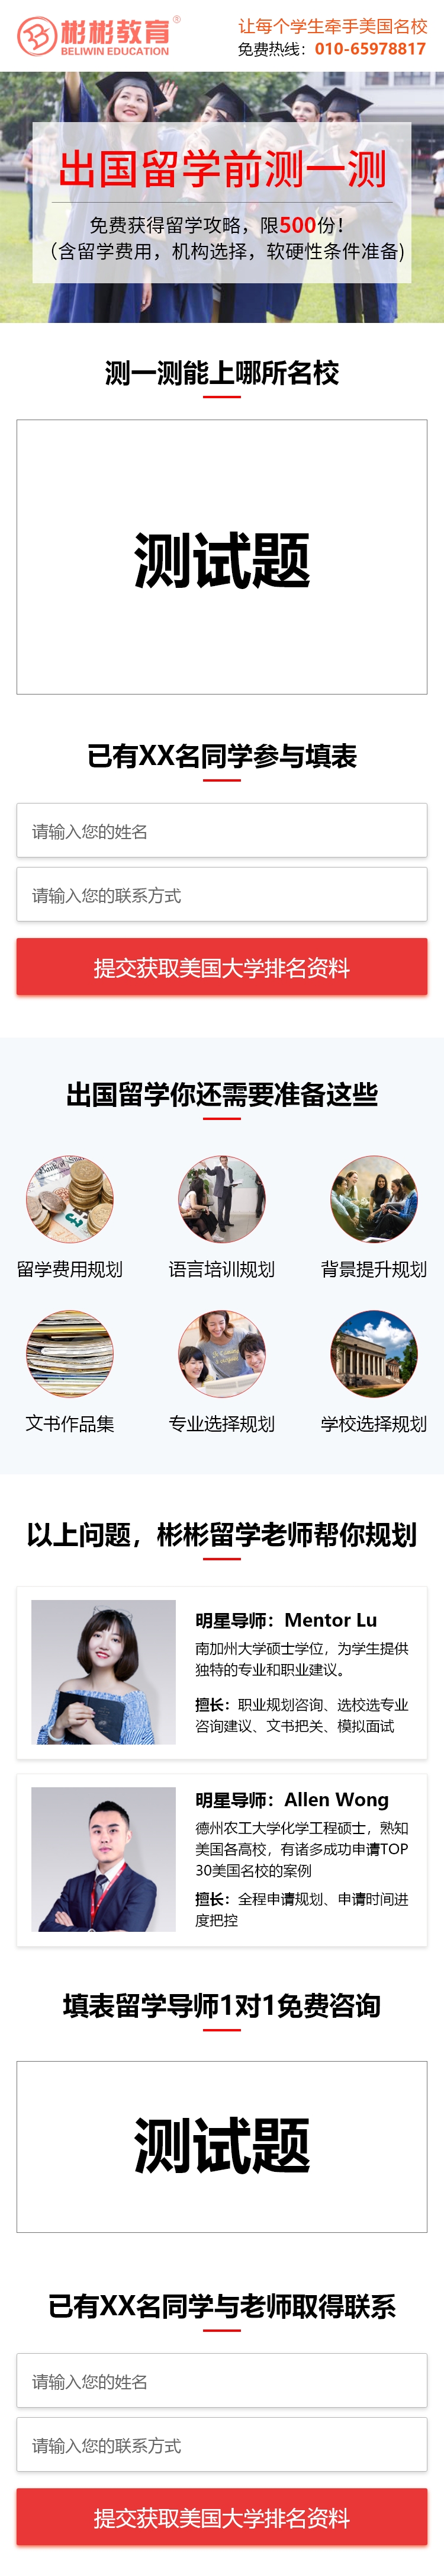 彬彬教育®
BELIWIN EDUCATION
让每个学生牵手美国名校
免费热线：010-65978817
出国留学前测一测
免费获得留学攻略，限500份！
（含留学费用，机构选择，软硬性条件准备)
测一测能上哪所名校
测试题
已有XX名同学参与填表
请输入您的姓名
请输入您的联系方式
提交获取美国大学排名资料
出国留学你还需要准备这些
留学费用规划
语言培训规划
背景提升规划
文书作品集
专业选择规划
学校选择规划
以上问题，彬彬留学老师帮你规划
明星导师：Mentor Lu
南加州大学硕士学位，为学生提供
独特的专业和职业建议。
擅长：职业规划咨询、选校选专业
咨询建议、文书把关、模拟面试
明星导师：Allen Wong
德州农工大学化学工程硕士，熟知
美国各高校，有诸多成功申请TOP
30美国名校的案例
擅长：全程申请规划、申请时间进
度把控
填表留学导师1对1免费咨询
测试题
已有XX名同学与老师取得联系
请输入您的姓名
请输入您的联系方式
提交获取美国大学排名资料